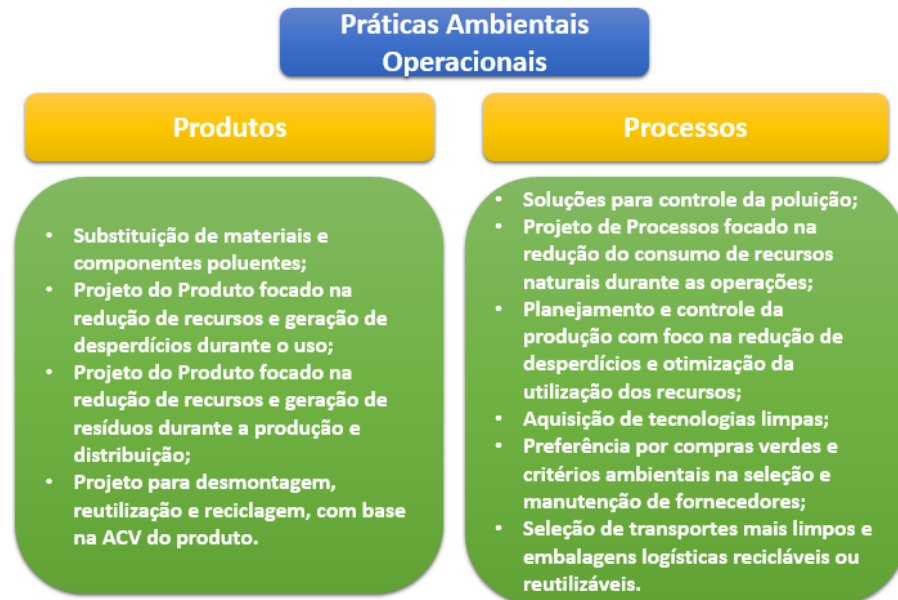 Práticas Ambientais
Operacionais
Produtos
• Substituição de materiais e
componentes poluentes;
• Projeto do Produto focado na
redução de recursos e geração de
desperdícios durante o uso;
• Projeto do Produto focado na
redução de recursos e geração de
resíduos durante a produção e
distribuição;
• Projeto para desmontagem,
reutilização e reciclagem, com base
na ACV do produto.
Processos
• Soluções para controle da poluição;
• Projeto de Processos focado na
redução do consumo de recursos
naturais durante as operações;
• Planejamento e controle da
produção com foco na redução de
desperdícios e otimização da
utilização dos recursos;
• Aquisição de tecnologias limpas;
• Preferência por compras verdes e
critérios ambientais na seleção e
manutenção de fornecedores;
• Seleção de transportes mais limpos e
embalagens logísticas recicláveis ou
reutilizáveis.